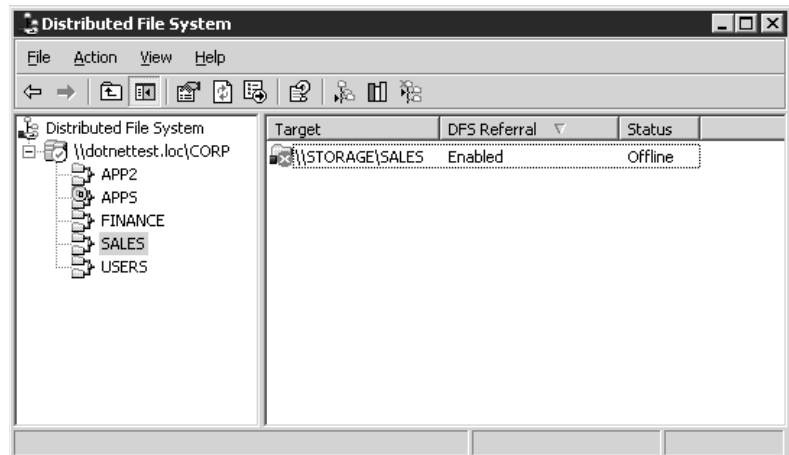 Distributed File System
File Action View Help
Distributed File System
\\dotnettest.loc\CORP
APP2
APPS
FINANCE
SALES
USERS
Target DFS Referral Status
\\STORAGE\SALES Enabled Offline